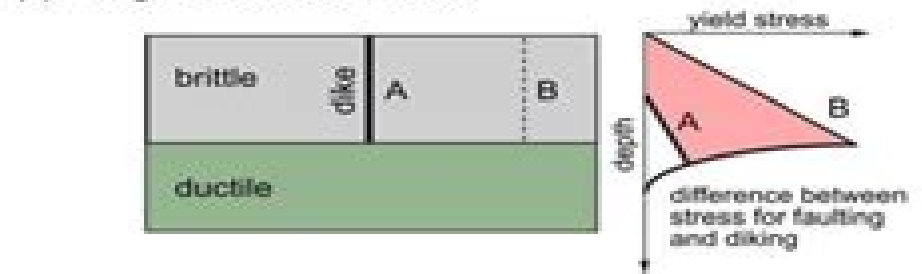 yield stress
brittle
dike
A
B
B
A
depth
ductile
difference between
stress for faulting
and diking